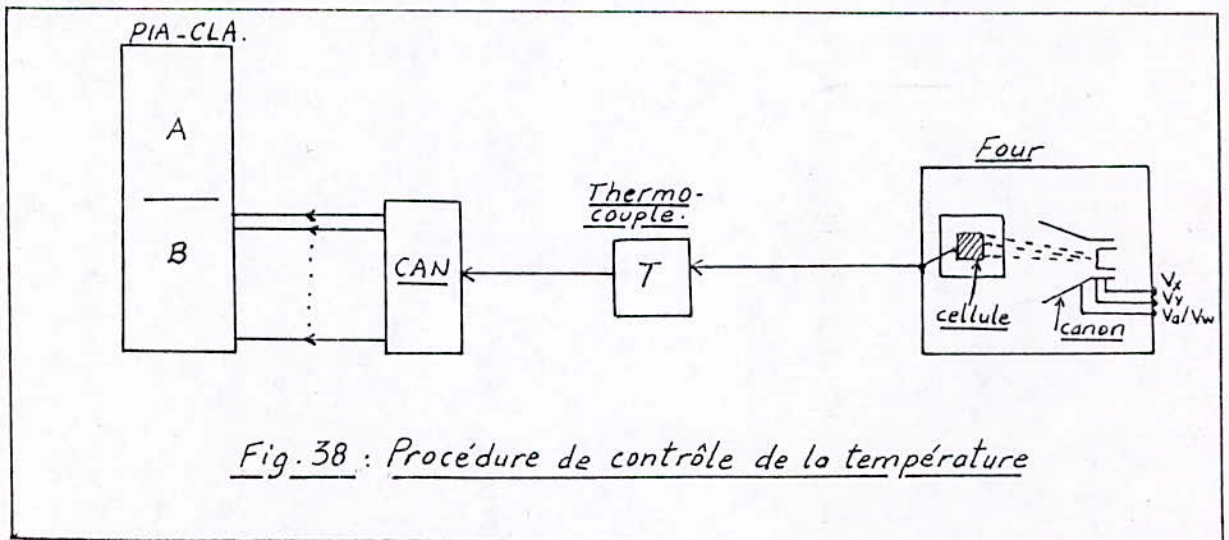 PIA-CLA.
A
B
CAN
Thermo-
couple.
T
Four
cellule
canon
Vx
Vy
Va/Vw
Fig. 38 : Procédure de contrôle de la température